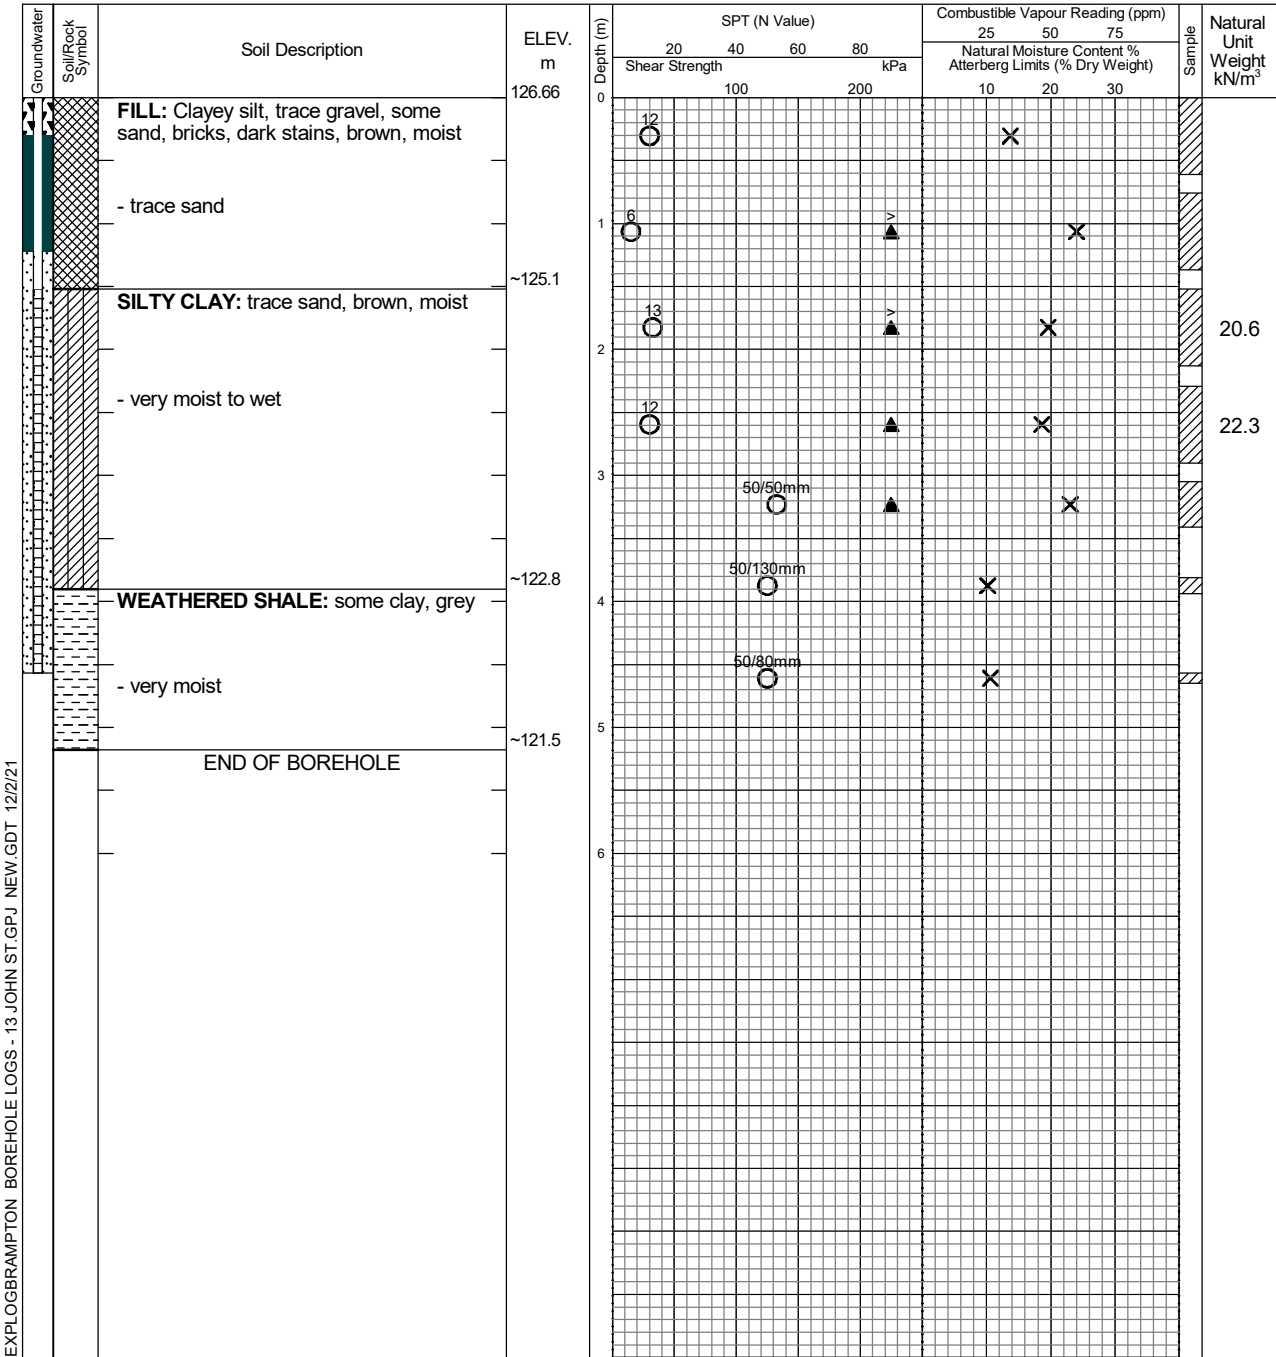 Groundwater
Soil/Rock
Symbol
Soil Description
ELEV.
m
126.66
Depth (m)
SPT (N Value)
20 40 60 80
Shear Strength kPa
100 200
Combustible Vapour Reading (ppm)
25 50 75
Natural Moisture Content %
Atterberg Limits (% Dry Weight)
10 20 30
Sample
Natural
Unit
Weight
kN/m³
0
FILL: Clayey silt, trace gravel, some
sand, bricks, dark stains, brown, moist
12
- trace sand
6
>
1
~125.1
SILTY CLAY: trace sand, brown, moist
13
>
20.6
2
- very moist to wet
12
22.3
3
50/50mm
50/130mm
~122.8
WEATHERED SHALE: some clay, grey
4
50/80mm
- very moist
5
~121.5
END OF BOREHOLE
6
EXPLOGBRAMPTON BOREHOLE LOGS - 13 JOHN ST.GPJ NEW.GDT 12/2/21